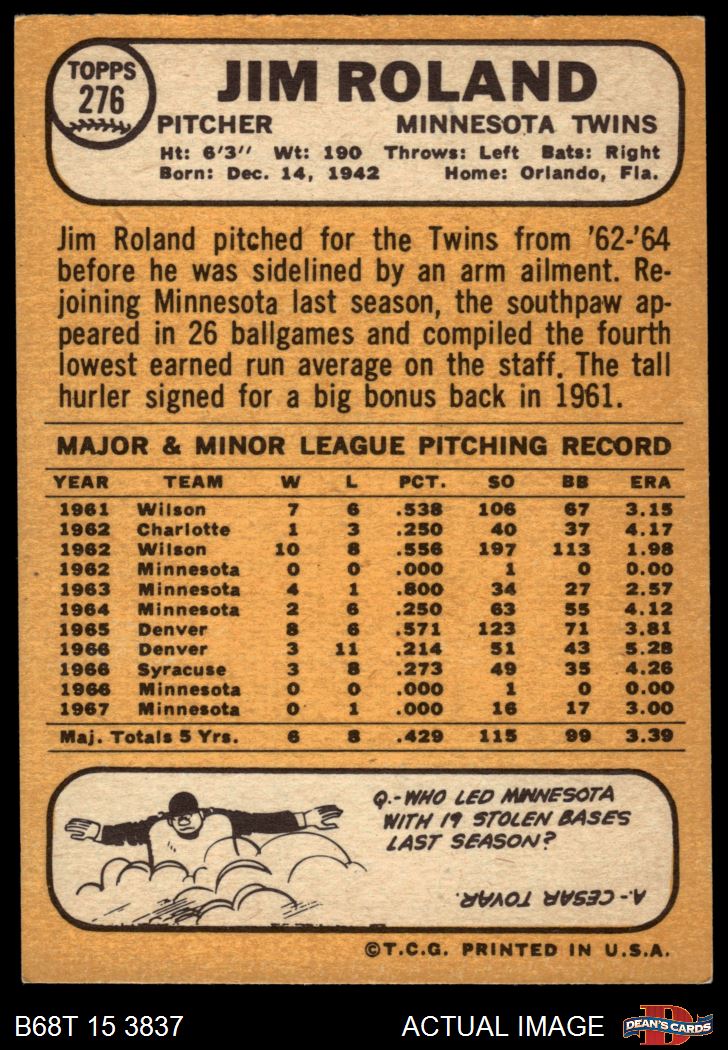 TOPPS
276
JIM ROLAND
PITCHER MINNESOTA TWINS
Ht: 6'3" Wt: 190 Throws: Left Bats: Right
Born: Dec. 14, 1942 Home: Orlando, Fla.
Jim Roland pitched for the Twins from '62-'64
before he was sidelined by an arm ailment. Re-
joining Minnesota last season, the southpaw ap-
peared in 26 ballgames and compiled the fourth
lowest earned run average on the staff. The tall
hurler signed for a big bonus back in 1961.
MAJOR & MINOR LEAGUE PITCHING RECORD
YEAR TEAM W L PCT. SO BB ERA
1961 Wilson 7 6 .538 106 67 3.15
1962 Charlotte 1 3 .250 40 37 4.17
1962 Wilson 10 8 .556 197 113 1.98
1962 Minnesota 0 0 .000 1 0 0.00
1963 Minnesota 4 1 .800 34 27 2.57
1964 Minnesota 2 6 .250 63 55 4.12
1965 Denver 8 6 .571 123 71 3.81
1966 Denver 3 11 .214 51 43 5.28
1966 Syracuse 3 8 .273 49 35 4.26
1966 Minnesota 0 0 .000 1 0 0.00
1967 Minnesota 0 1 .000 16 17 3.00
Maj. Totals 5 Yrs. 6 8 .429 115 99 3.39
Q.-WHO LED MINNESOTA
WITH 19 STOLEN BASES
LAST SEASON?
A-CESAR TOVAR.
©T.C.G. PRINTED IN U.S.A.
B68T 15 3837 ACTUAL IMAGE D DEAN'S CARDS